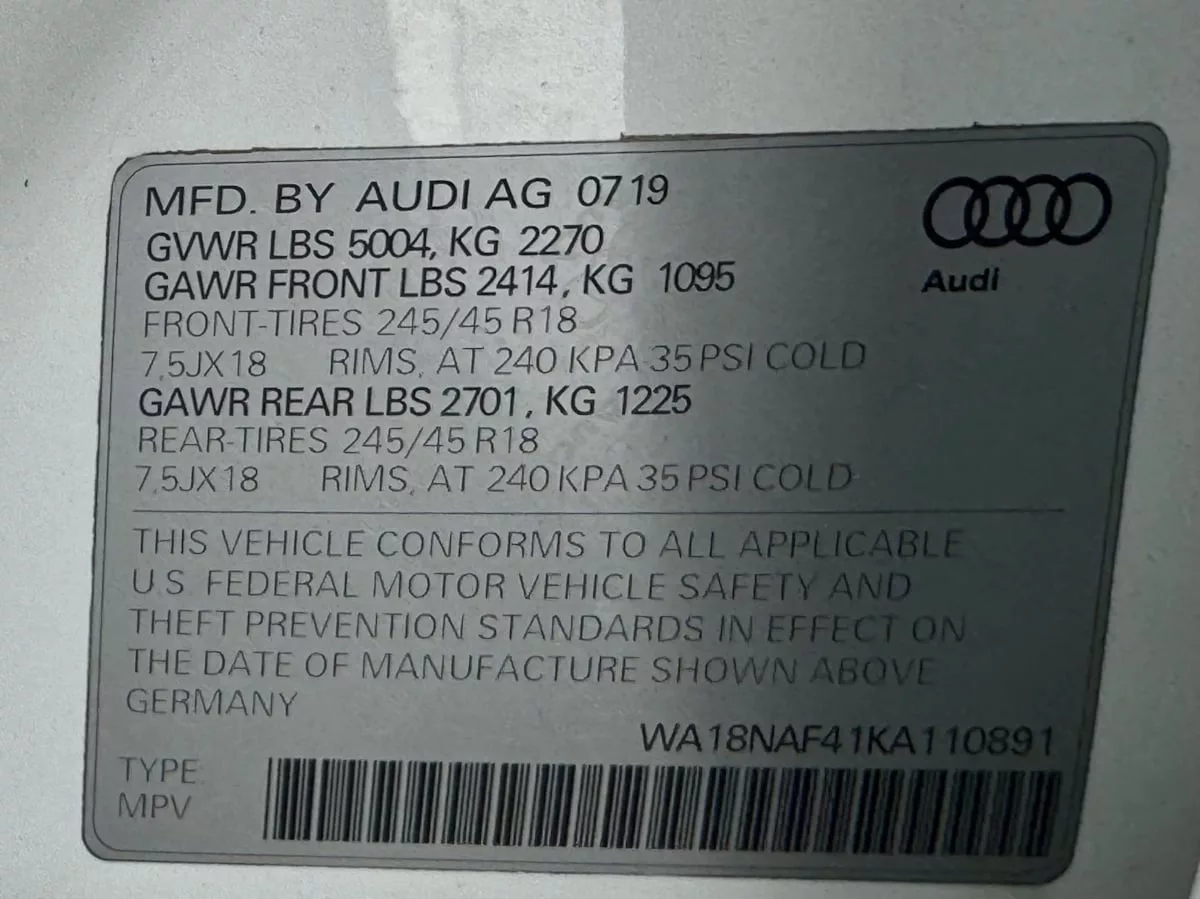 MFD. BY AUDI AG 07 19
GVWR LBS 5004, KG 2270
GAWR FRONT LBS 2414, KG 1095
Audi
FRONT-TIRES 245/45 R18
7,5JX18 RIMS, AT 240 KPA 35 PSI COLD
GAWR REAR LBS 2701, KG 1225
REAR-TIRES 245/45 R18
7,5JX18 RIMS, AT 240 KPA 35 PSI COLD
THIS VEHICLE CONFORMS TO ALL APPLICABLE
U.S. FEDERAL MOTOR VEHICLE SAFETY AND
THEFT PREVENTION STANDARDS IN EFFECT ON
THE DATE OF MANUFACTURE SHOWN ABOVE
GERMANY
WA18NAF41KA110891
TYPE:
MPV